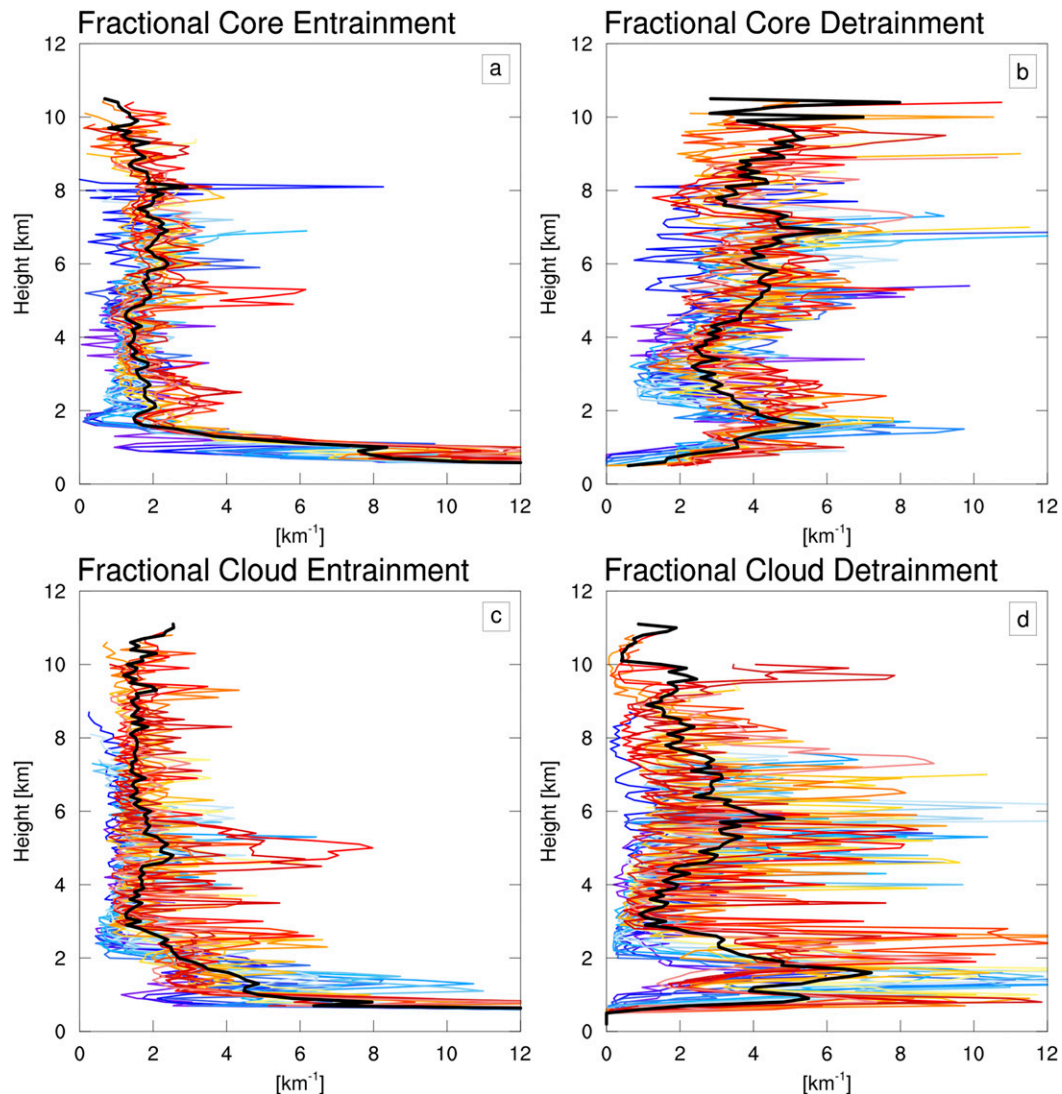 Fractional Core Entrainment
12
10
8
6
4
2
0
Height [km]
a
0 2 4 6 8 10 12
[km⁻¹]
Fractional Core Detrainment
12
10
8
6
4
2
0
Height [km]
b
0 2 4 6 8 10 12
[km⁻¹]
Fractional Cloud Entrainment
12
10
8
6
4
2
0
Height [km]
c
0 2 4 6 8 10 12
[km⁻¹]
Fractional Cloud Detrainment
12
10
8
6
4
2
0
Height [km]
d
0 2 4 6 8 10 12
[km⁻¹]